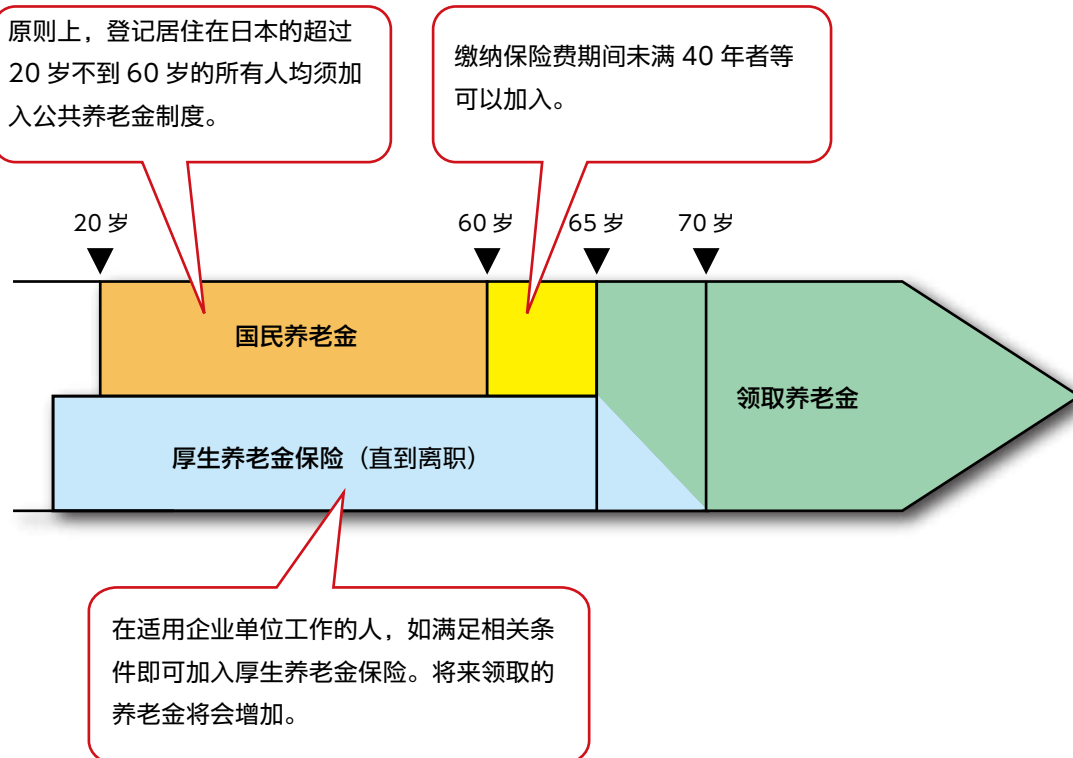 原则上，登记居住在日本的超过
20 岁不到 60 岁的所有人均须加
入公共养老金制度。
缴纳保险费期间未满 40 年者等
可以加入。
20 岁
60 岁
65 岁
70 岁
国民养老金
领取养老金
厚生养老金保险（直到离职）
在适用企业单位工作的人，如满足相关条
件即可加入厚生养老金保险。将来领取的
养老金将会增加。